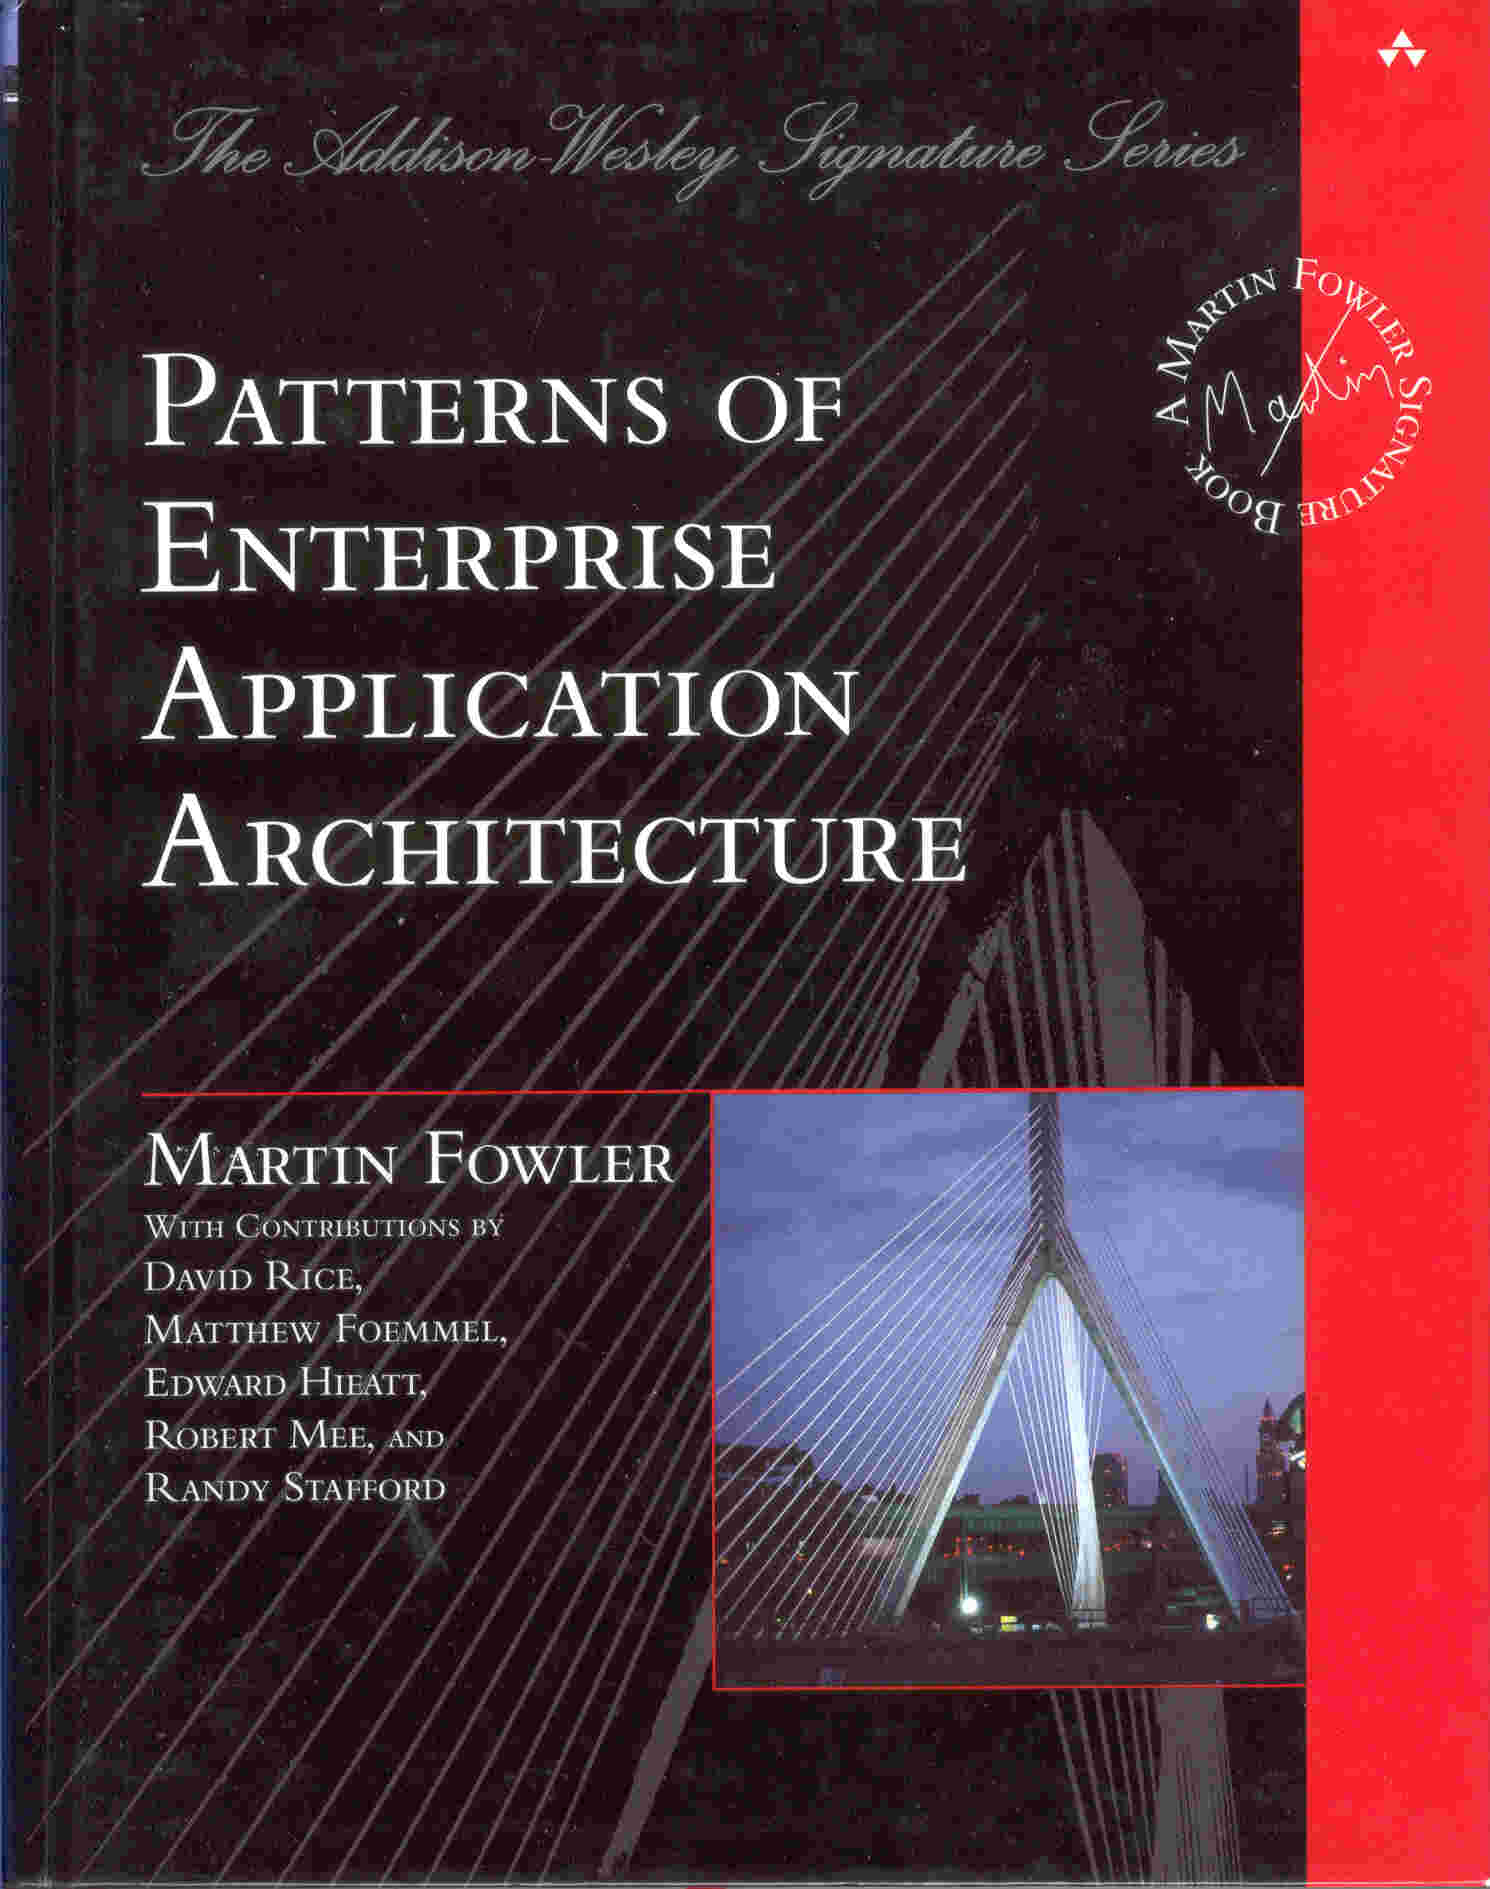 The Addison-Wesley Signature Series
A MARTIN FOWLER SIGNATURE BOOK
Martin
PATTERNS OF
ENTERPRISE
APPLICATION
ARCHITECTURE
MARTIN FOWLER
WITH CONTRIBUTIONS BY
DAVID RICE,
MATTHEW FOEMMEL,
EDWARD HIEATT,
ROBERT MEE, AND
RANDY STAFFORD